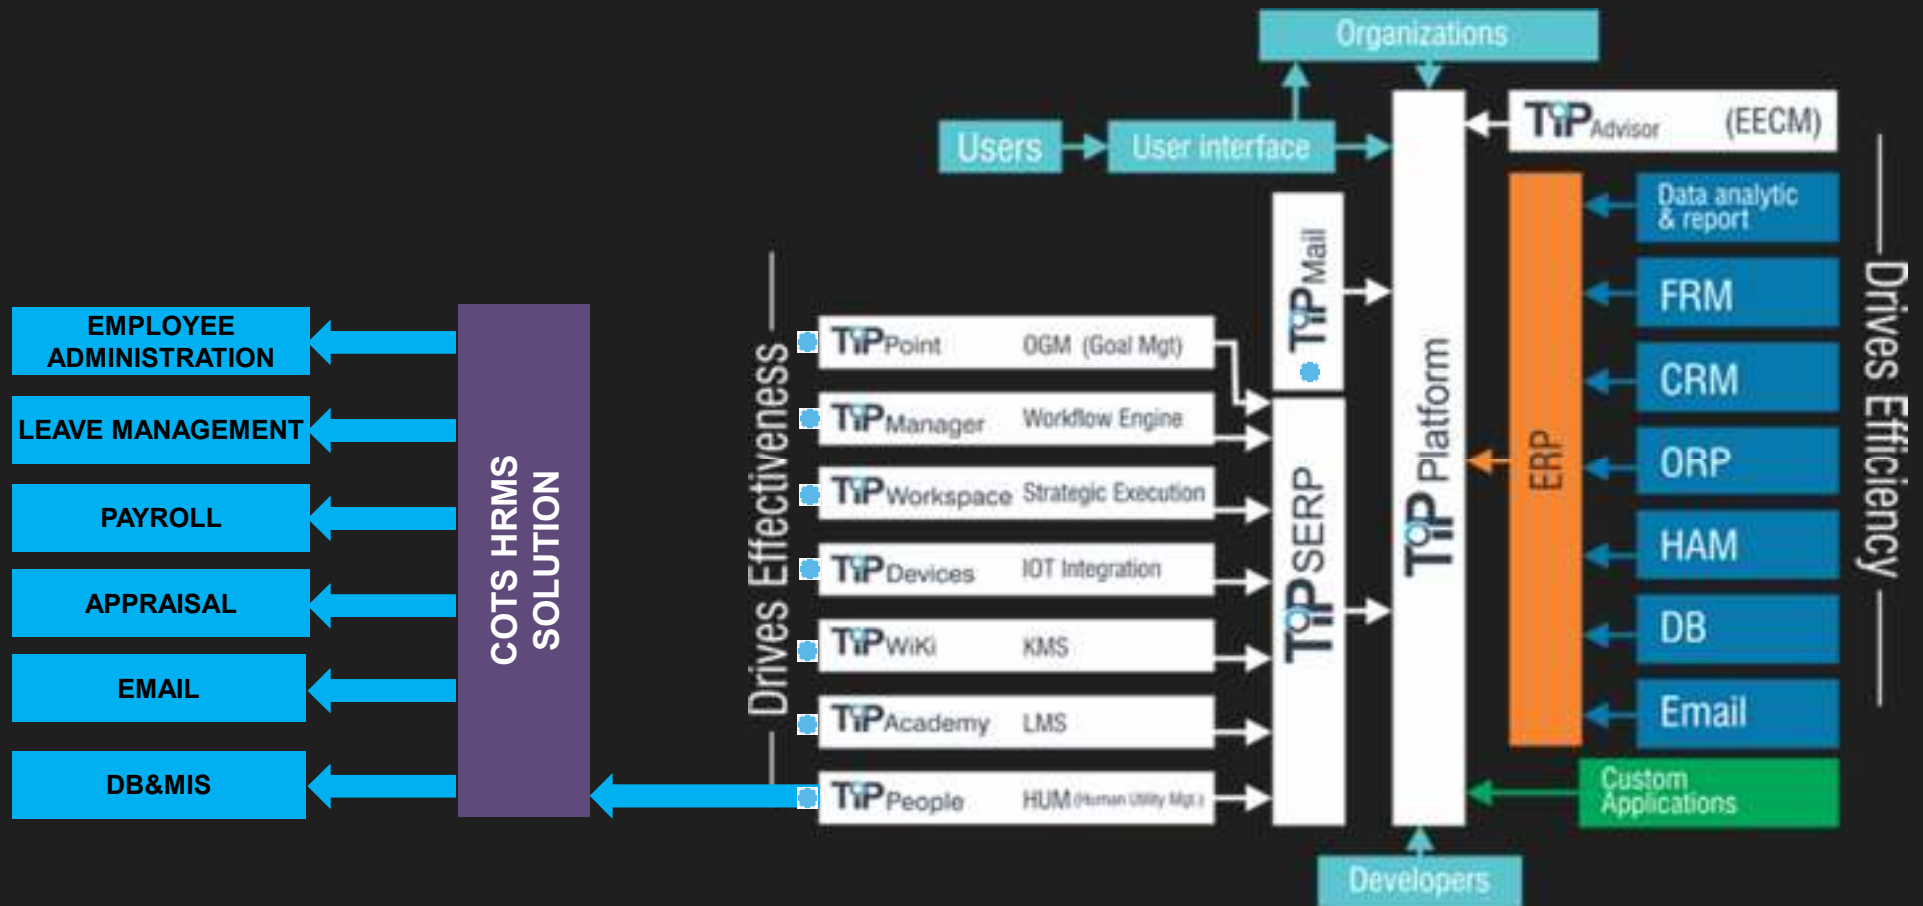 Organizations
Users
User interface
TiP Advisor (EECM)
EMPLOYEE
ADMINISTRATION
LEAVE MANAGEMENT
PAYROLL
APPRAISAL
EMAIL
DB&MIS
COTS HRMS
SOLUTION
Drives Effectiveness
TiP Point OGM (Goal Mgt)
TiP Manager Workflow Engine
TiP Workspace Strategic Execution
TiP Devices IOT Integration
TiP WiKi KMS
TiP Academy LMS
TiP People HUM (Human Utility Mgt.)
TiP Mail
TiP SERP
TiP Platform
ERP
Data analytic
& report
FRM
CRM
ORP
HAM
DB
Email
Custom
Applications
Drives Efficiency
Developers